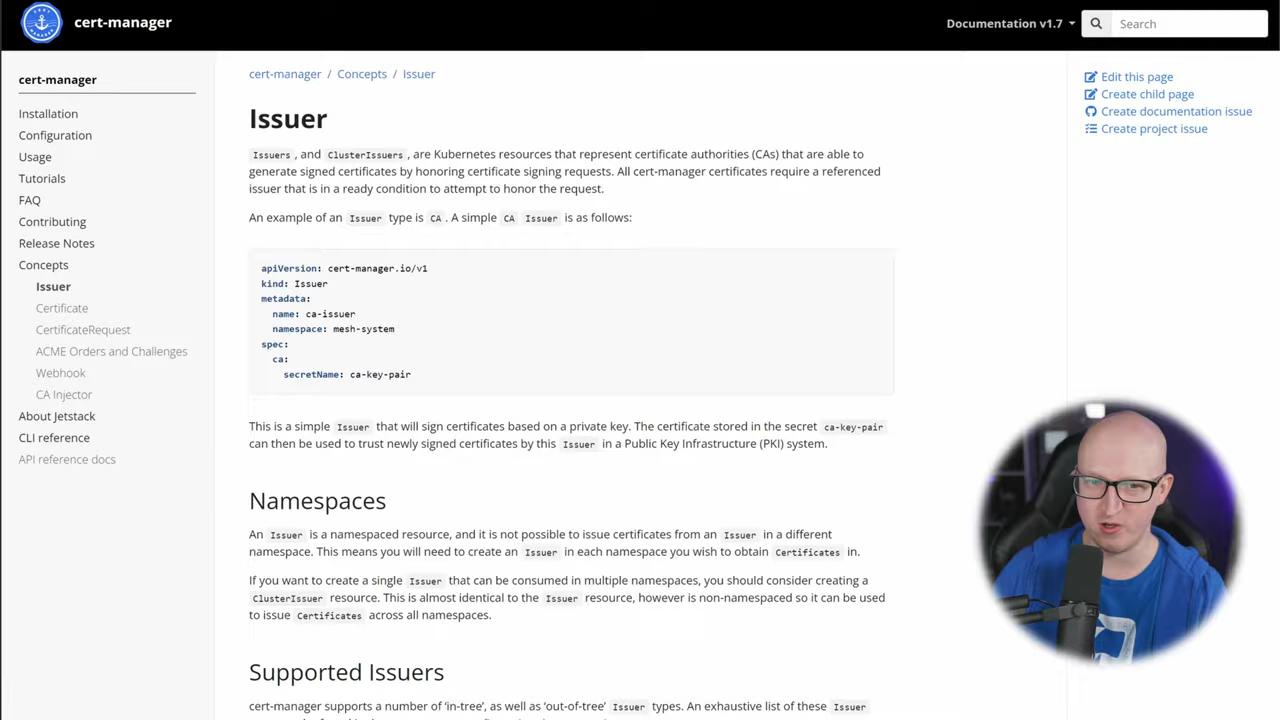 cert-manager
Documentation v1.7
Search
cert-manager
Installation
Configuration
Usage
Tutorials
FAQ
Contributing
Release Notes
Concepts
Issuer
Certificate
CertificateRequest
ACME Orders and Challenges
Webhook
CA Injector
About Jetstack
CLI reference
API reference docs
cert-manager / Concepts / Issuer
Issuer
Issuers , and ClusterIssuers , are Kubernetes resources that represent certificate authorities (CAs) that are able to
generate signed certificates by honoring certificate signing requests. All cert-manager certificates require a referenced
issuer that is in a ready condition to attempt to honor the request.
An example of an Issuer type is CA . A simple CA Issuer is as follows:
apiVersion: cert-manager.io/v1
kind: Issuer
metadata:
name: ca-issuer
namespace: mesh-system
spec:
ca:
secretName: ca-key-pair
This is a simple Issuer that will sign certificates based on a private key. The certificate stored in the secret ca-key-pair
can then be used to trust newly signed certificates by this Issuer in a Public Key Infrastructure (PKI) system.
Namespaces
An Issuer is a namespaced resource, and it is not possible to issue certificates from an Issuer in a different
namespace. This means you will need to create an Issuer in each namespace you wish to obtain Certificates in.
If you want to create a single Issuer that can be consumed in multiple namespaces, you should consider creating a
ClusterIssuer resource. This is almost identical to the Issuer resource, however is non-namespaced so it can be used
to issue Certificates across all namespaces.
Supported Issuers
cert-manager supports a number of ‘in-tree’, as well as ‘out-of-tree’ Issuer types. An exhaustive list of these Issuer
Edit this page
Create child page
Create documentation issue
Create project issue